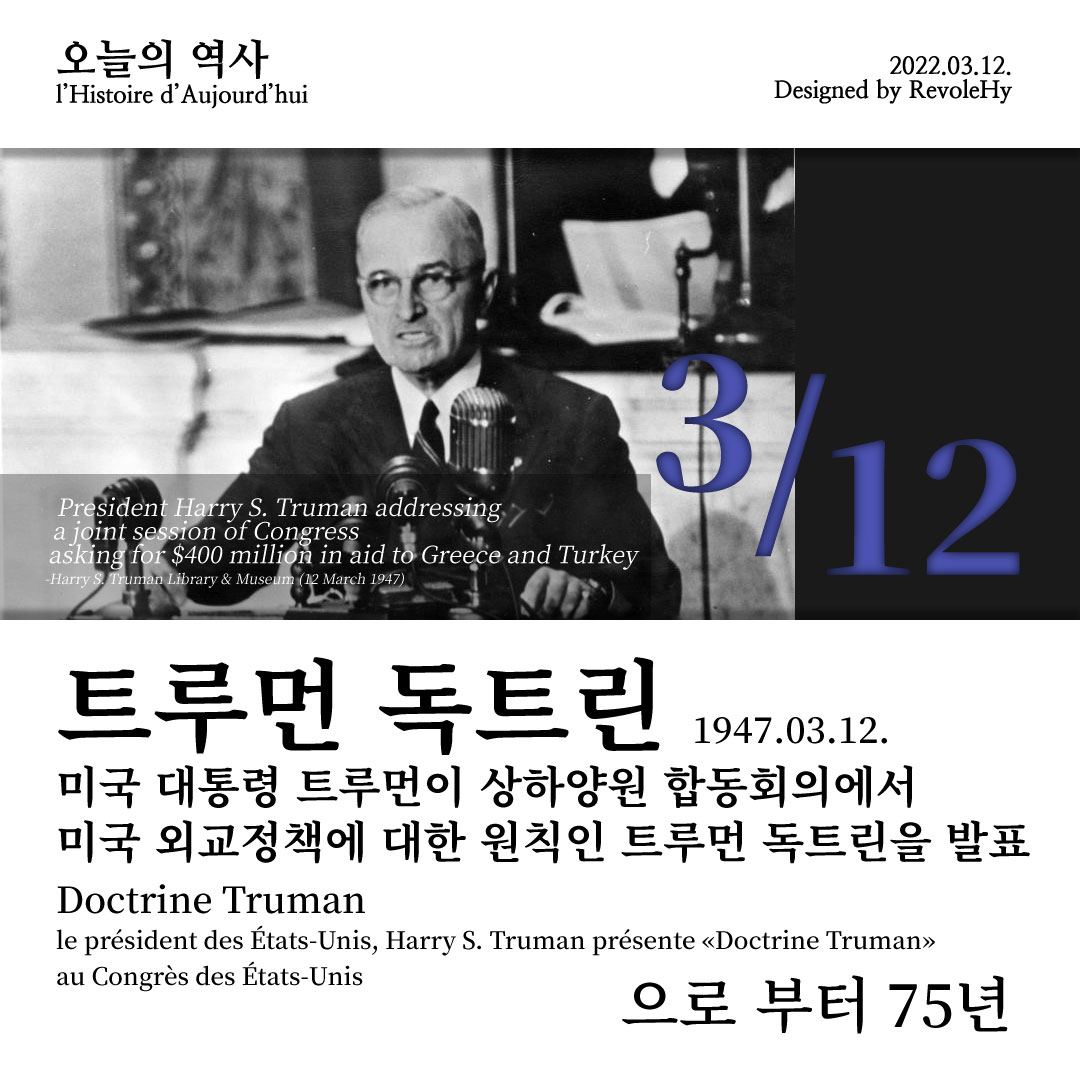 오늘의 역사
l’Histoire d’Aujourd’hui
2022.03.12.
Designed by RevoleHy
3/12
President Harry S. Truman addressing
a joint session of Congress
asking for $400 million in aid to Greece and Turkey
-Harry S. Truman Library & Museum (12 March 1947)
트루먼 독트린 1947.03.12.
미국 대통령 트루먼이 상하양원 합동회의에서
미국 외교정책에 대한 원칙인 트루먼 독트린을 발표
Doctrine Truman
le président des États-Unis, Harry S. Truman présente «Doctrine Truman»
au Congrès des États-Unis
으로 부터 75년